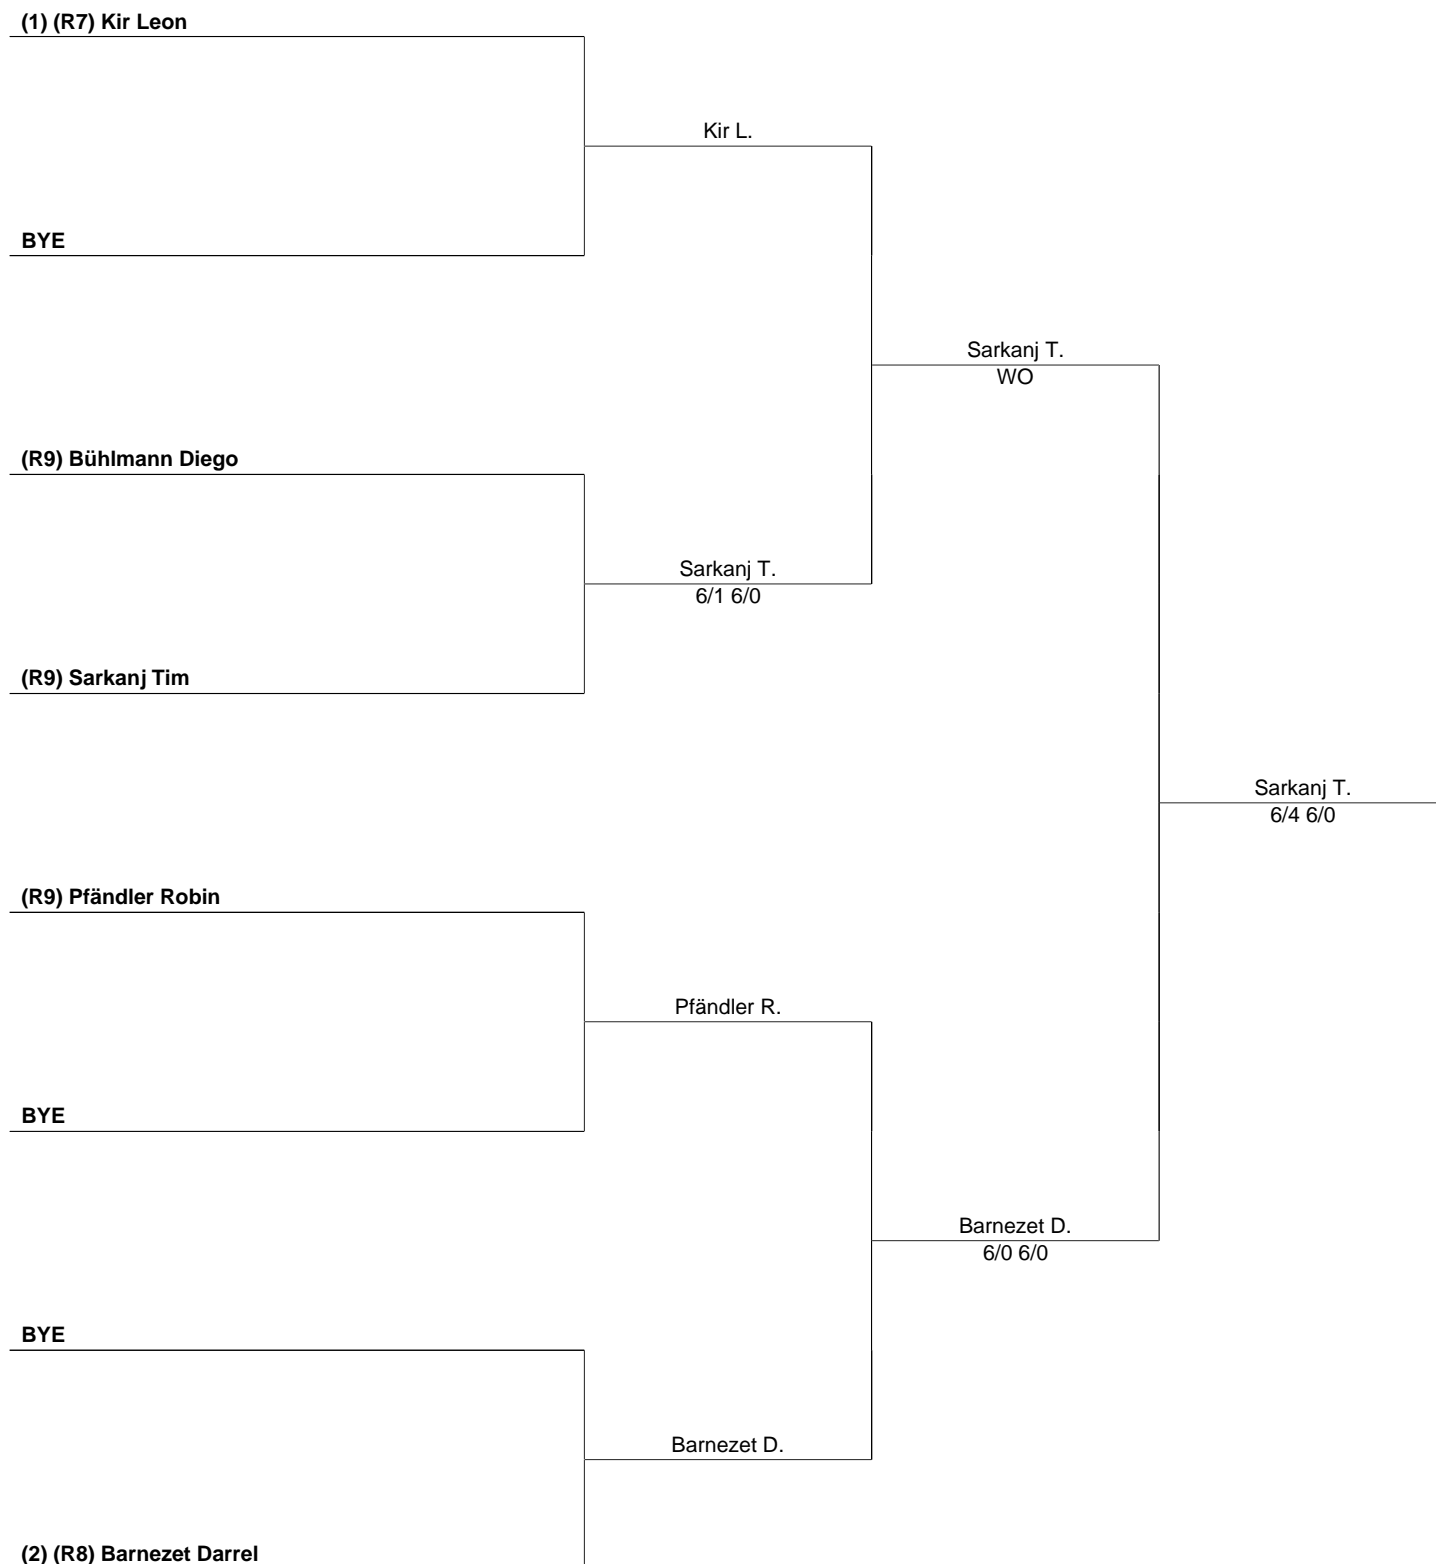 (1) (R7) Kir Leon
Kir L.
BYE
Sarkanj T.
WO
(R9) Bühlmann Diego
Sarkanj T.
6/1 6/0
(R9) Sarkanj Tim
Sarkanj T.
6/4 6/0
(R9) Pfändler Robin
Pfändler R.
BYE
Barnezet D.
6/0 6/0
BYE
Barnezet D.
(2) (R8) Barnezet Darrel